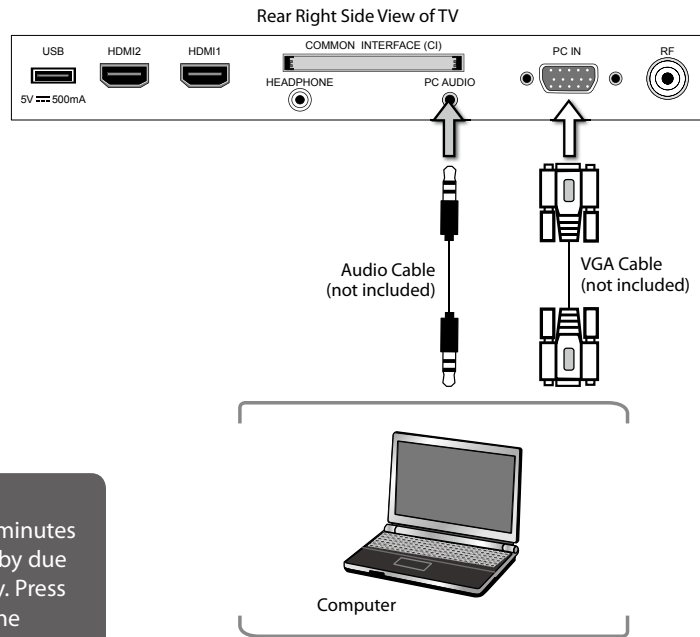 Rear Right Side View of TV
USB
HDMI2
HDMI1
COMMON INTERFACE (CI)
PC IN
RF
HEADPHONE
PC AUDIO
5V ⎓ 500mA
Audio Cable
(not included)
VGA Cable
(not included)
minutes
by due
Press
Computer